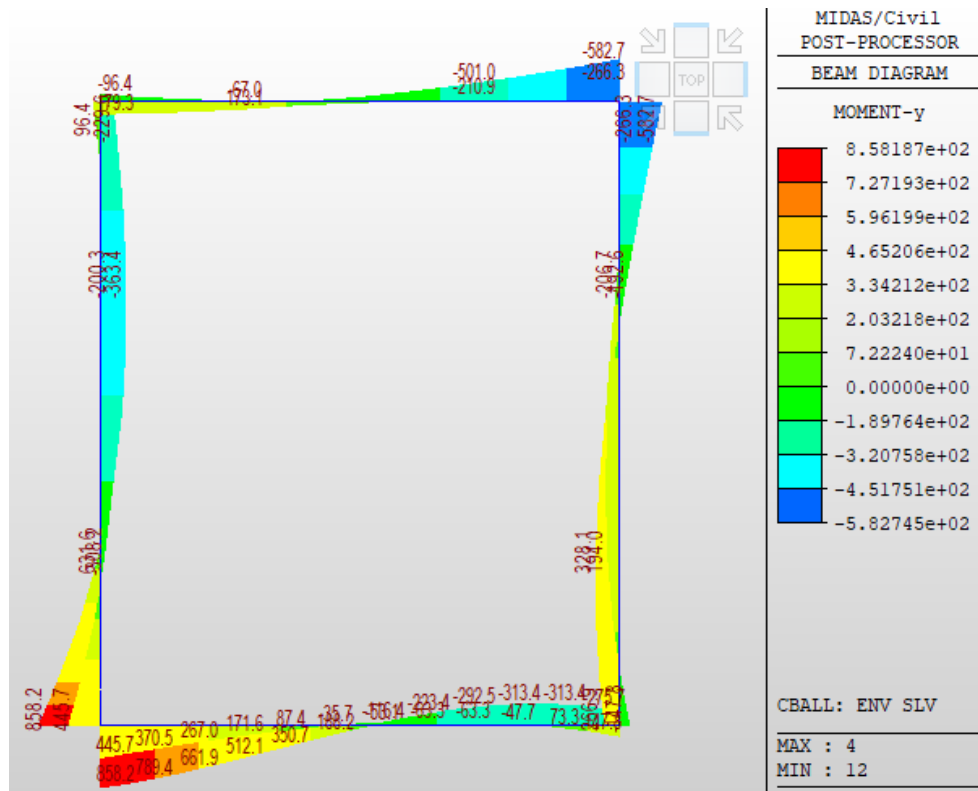 MIDAS/Civil
POST-PROCESSOR
BEAM DIAGRAM
MOMENT-y
8.58187e+02
7.27193e+02
5.96199e+02
4.65206e+02
3.34212e+02
2.03218e+02
7.22240e+01
0.00000e+00
-1.89764e+02
-3.20758e+02
-4.51751e+02
-5.82745e+02
CBALL: ENV SLV
MAX : 4
MIN : 12
TOP
-582.7
-96.4
-67.0
-501.0
-266.3
173.1
-210.9
96.4
-200.3
-363.4
-206.7
328.1
194.0
858.2
445.7
-223.4
-292.5
-313.4
-313.4
35.7
87.4
171.6
267.0
370.5
445.7
-63.3
-47.7
73.3
350.7
512.1
661.9
789.4
858.2